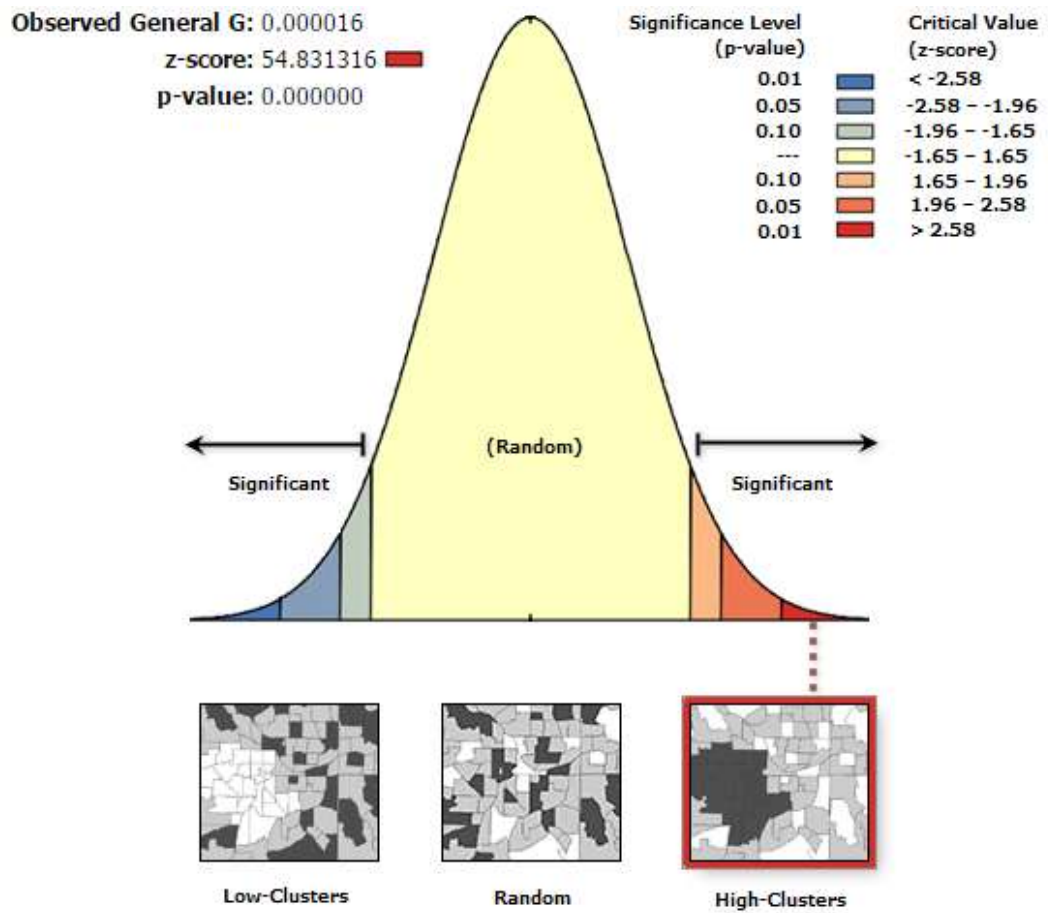 Observed General G: 0.000016
z-score: 54.831316
p-value: 0.000000
Significance Level
(p-value)
Critical Value
(z-score)
0.01 < -2.58
0.05 -2.58 – -1.96
0.10 -1.96 – -1.65
--- -1.65 – 1.65
0.10 1.65 – 1.96
0.05 1.96 – 2.58
0.01 > 2.58
(Random)
Significant
Significant
Low-Clusters
Random
High-Clusters